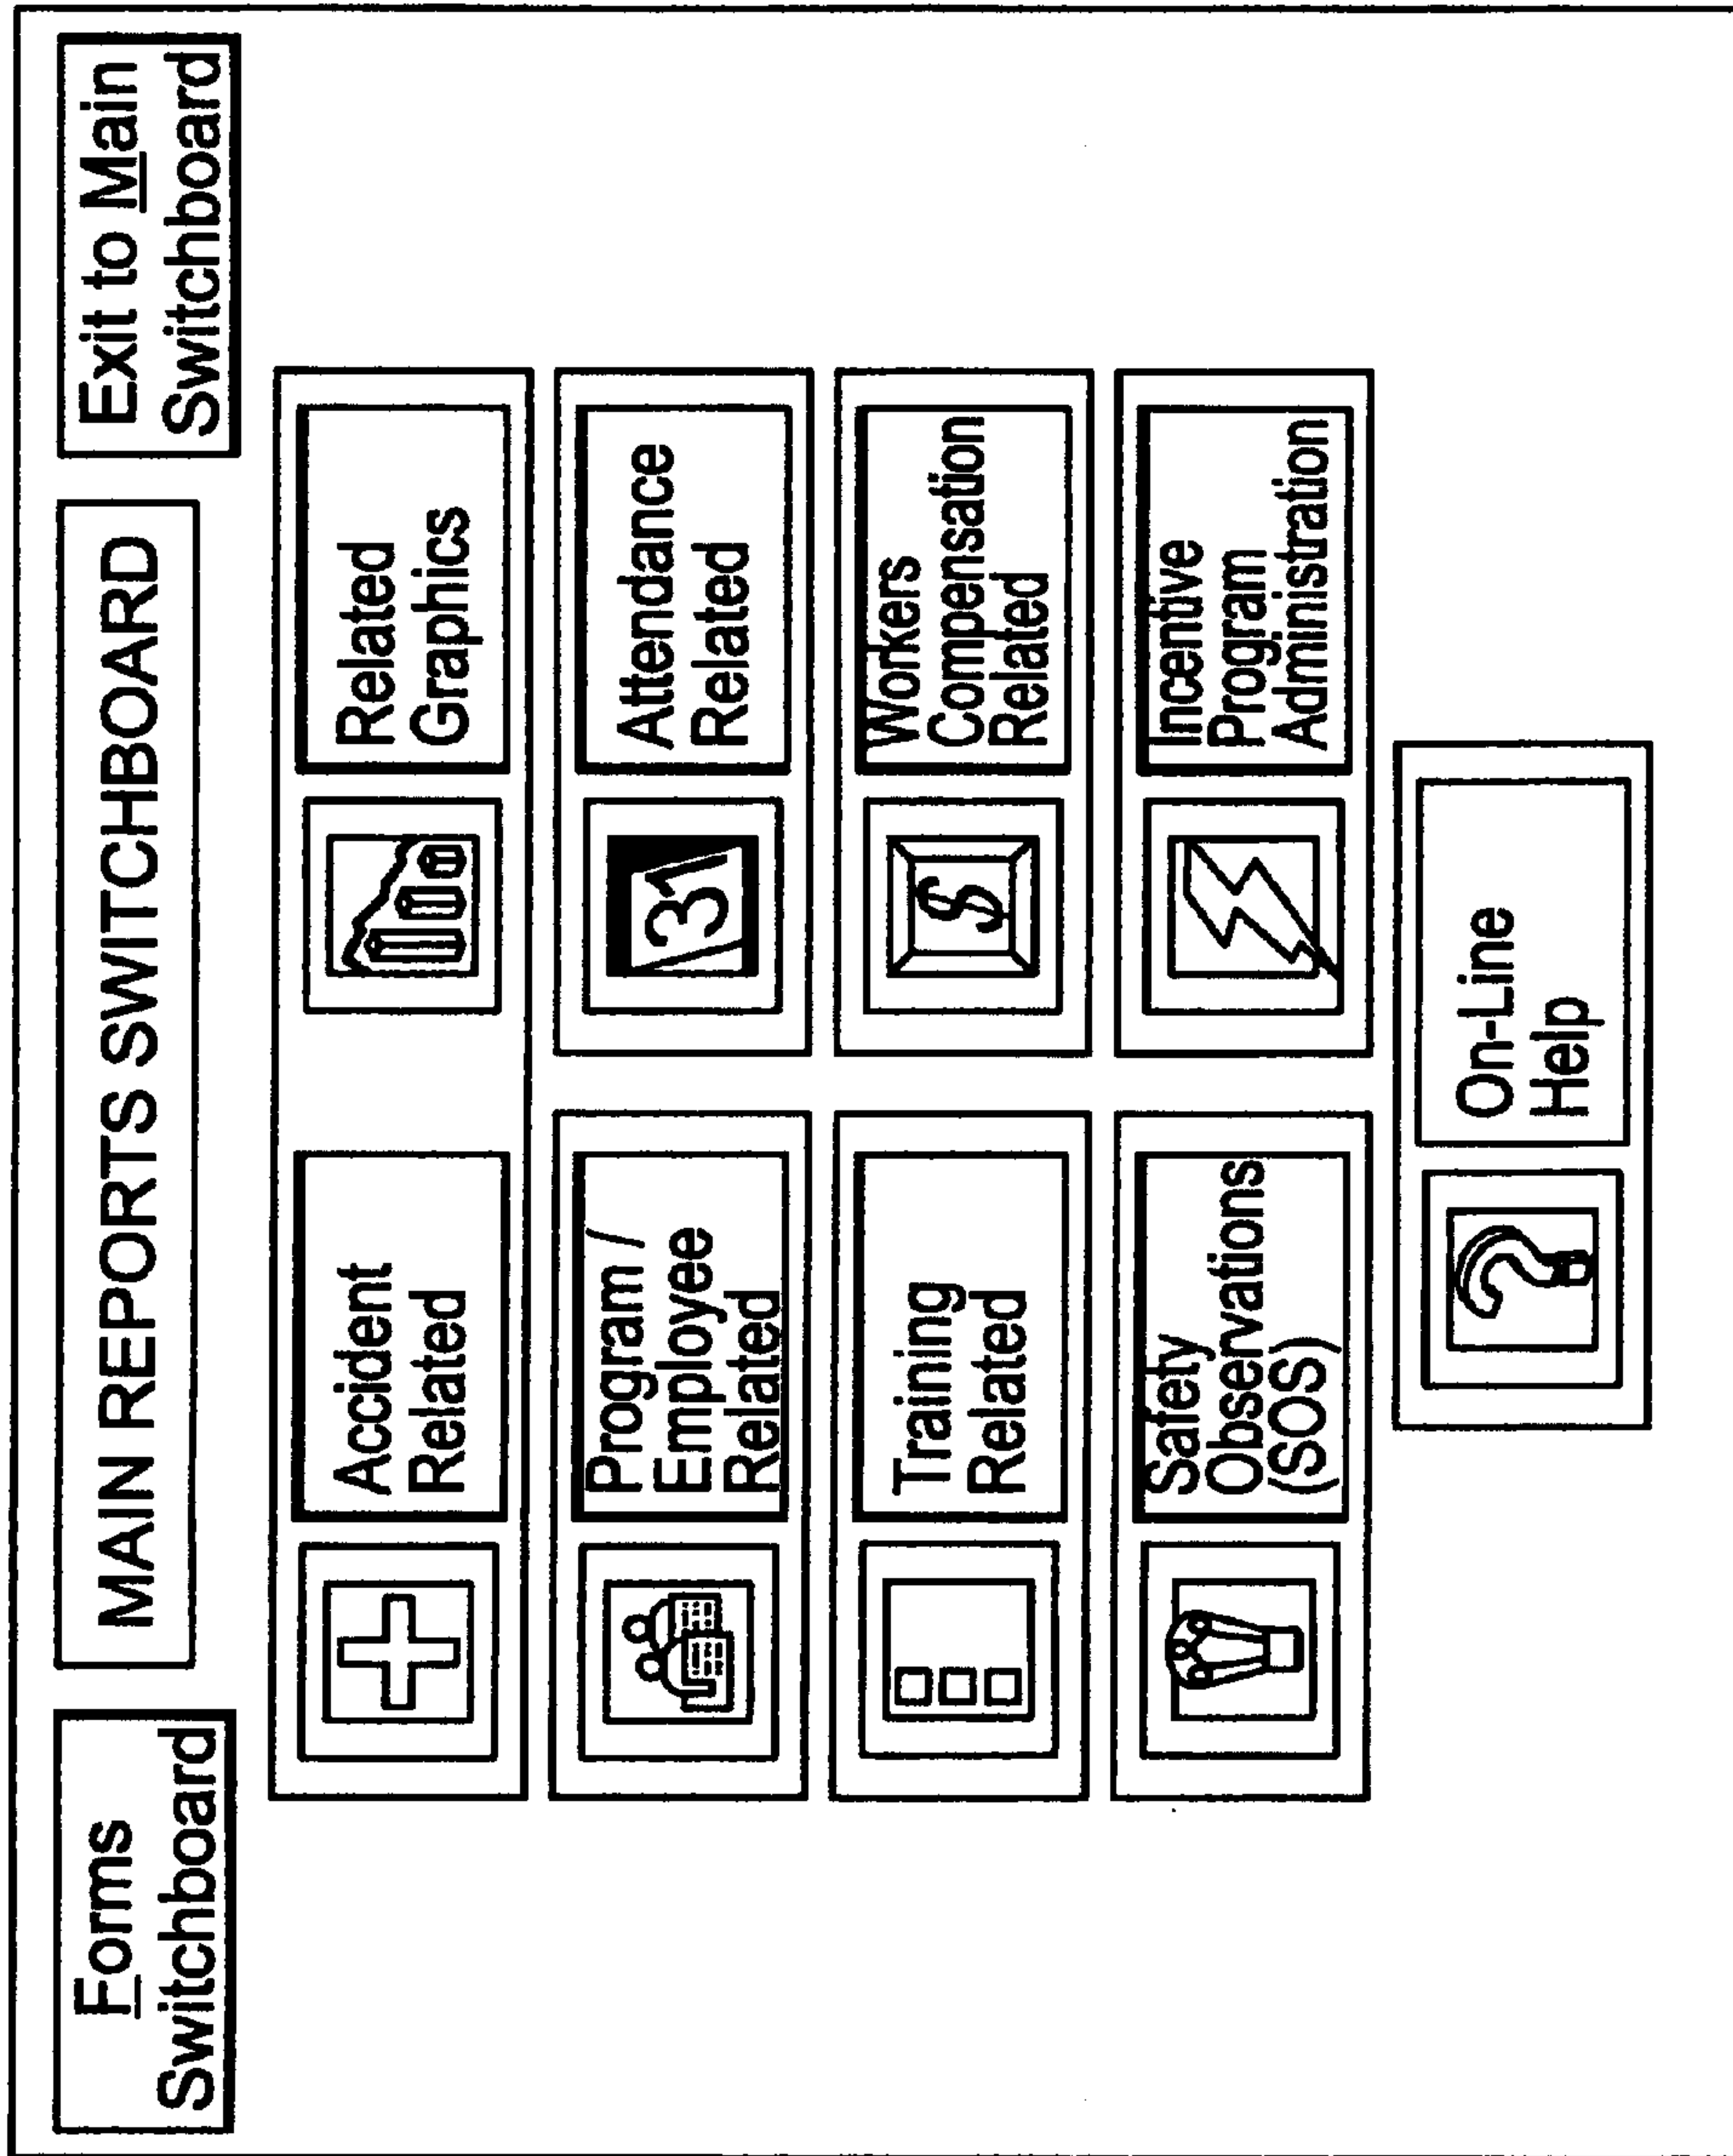 Forms
Switchboard
MAIN REPORTS SWITCHBOARD
Exit to Main
Switchboard
Accident
Related
Related
Graphics
Program /
Employee
Related
31
Attendance
Related
Training
Related
$
Workers
Compensation
Related
Safety
Observations
(SOS)
Incentive
Program
Administration
?
On-Line
Help